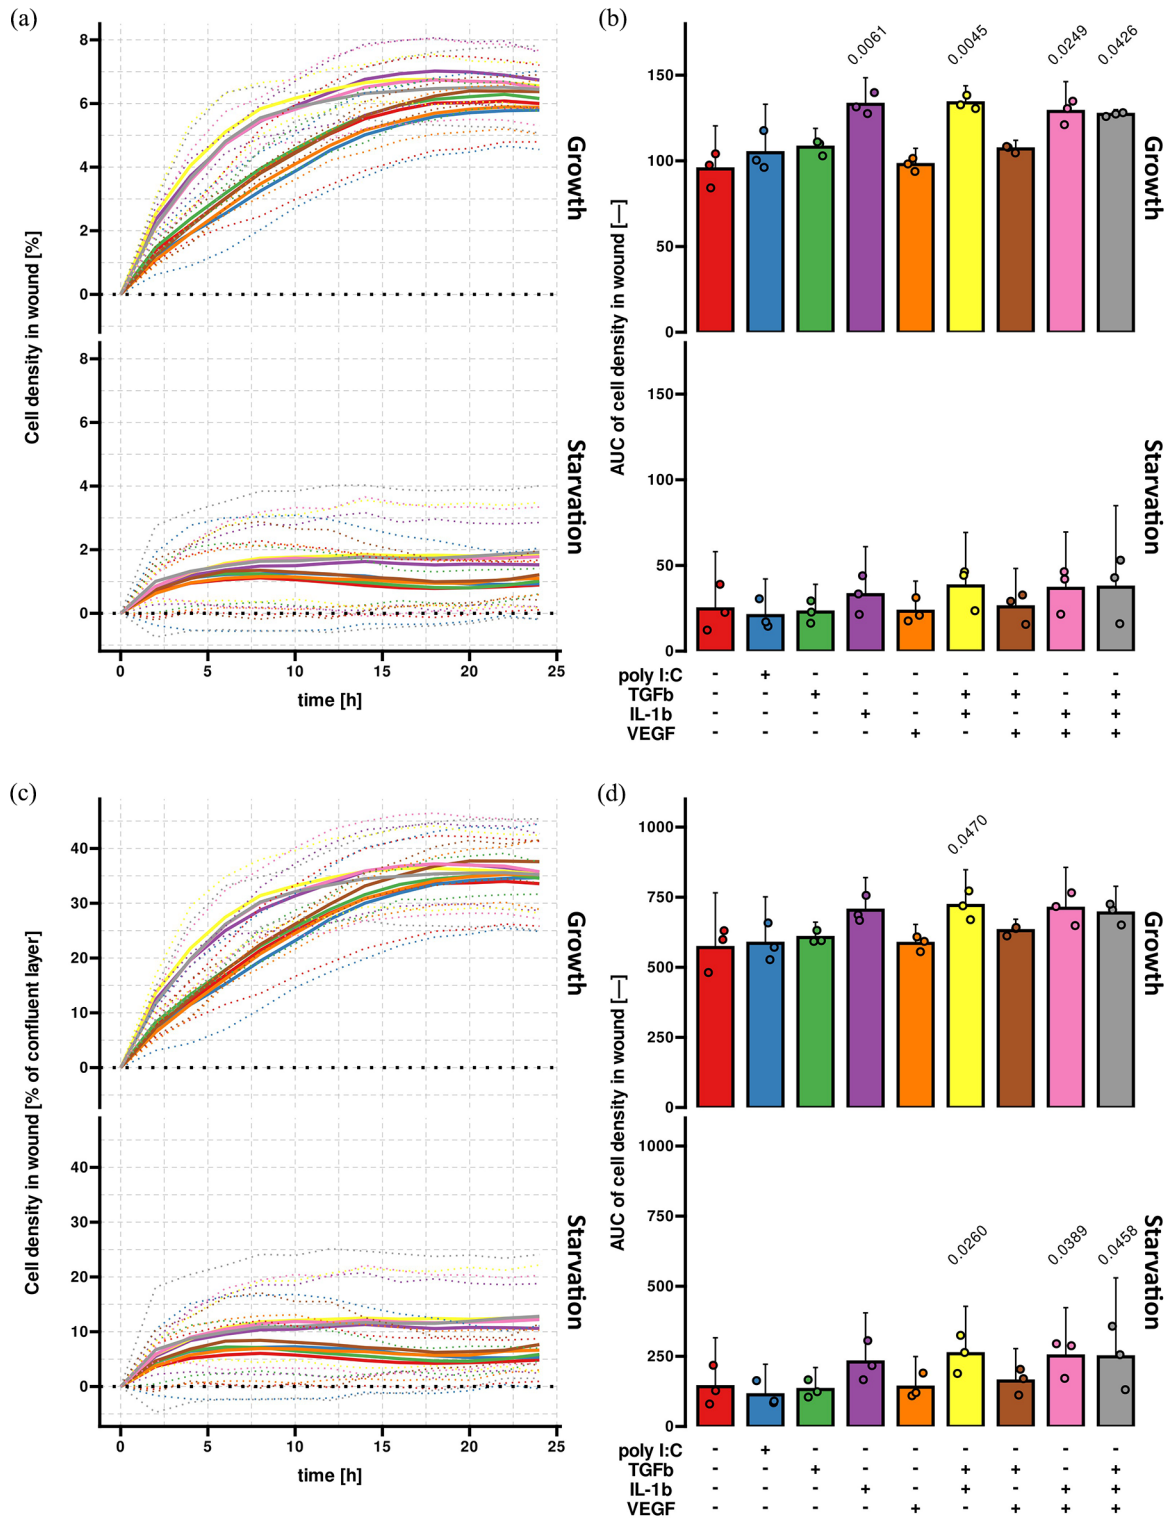 (a)
Cell density in wound [%]
8
6
4
2
0
Growth
8
6
4
2
0
Starvation
0 5 10 15 20 25
time [h]
(b)
AUC of cell density in wound [—]
0.0061 0.0045 0.0249 0.0426
150
100
50
0
Growth
150
100
50
0
Starvation
poly I:C - + - - - - - - -
TGFb - - + - - + + - +
IL-1b - - - + - + - + +
VEGF - - - - + - + + +
(c)
Cell density in wound [% of confluent layer]
40
30
20
10
0
Growth
40
30
20
10
0
Starvation
0 5 10 15 20 25
time [h]
(d)
AUC of cell density in wound [—]
0.0470
1000
750
500
250
0
Growth
1000
750
0.0260 0.0389 0.0458
500
250
0
Starvation
poly I:C - + - - - - - - -
TGFb - - + - - + + - +
IL-1b - - - + - + - + +
VEGF - - - - + - + + +